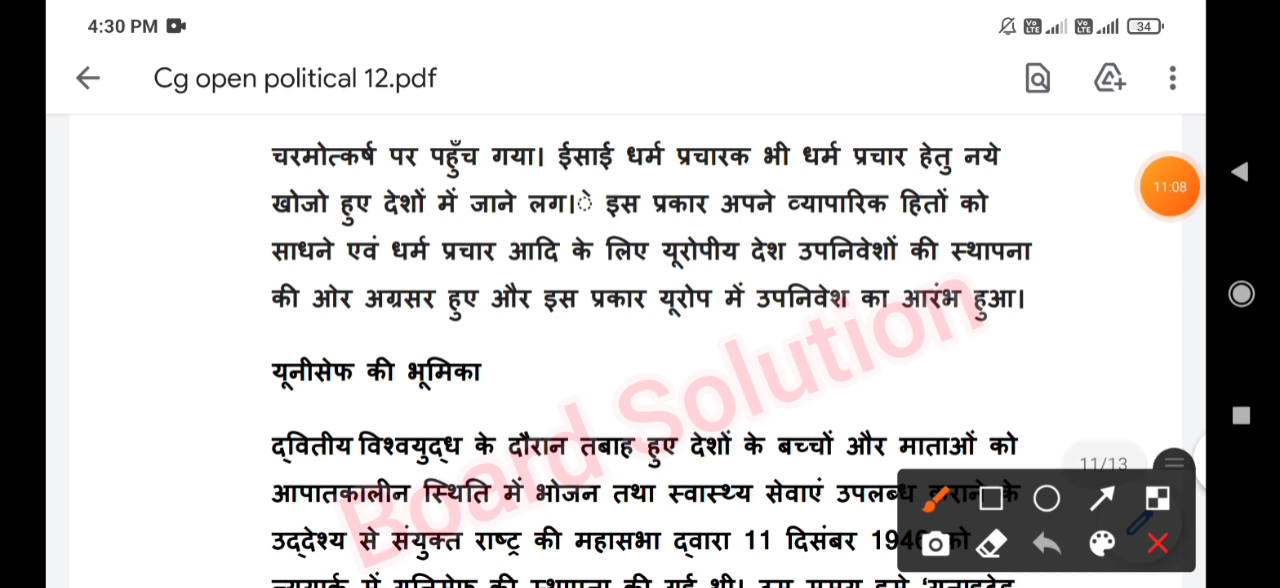 4:30 PM
34
Cg open political 12.pdf
चरमोत्कर्ष पर पहुँच गया। ईसाई धर्म प्रचारक भी धर्म प्रचार हेतु नये
11:08
खोजो हुए देशों में जाने लग।े इस प्रकार अपने व्यापारिक हितों को
साधने एवं धर्म प्रचार आदि के लिए यूरोपीय देश उपनिवेशों की स्थापना
की ओर अग्रसर हुए और इस प्रकार यूरोप में उपनिवेश का आरंभ हुआ।
Board Solution
यूनीसेफ की भूमिका
द्वितीय विश्वयुद्ध के दौरान तबाह हुए देशों के बच्चों और माताओं को
11/13
आपातकालीन स्थिति में भोजन तथा स्वास्थ्य सेवाएं उपलब्ध कराने के
उद्देश्य से संयुक्त राष्ट्र की महासभा द्वारा 11 दिसंबर 1946 को